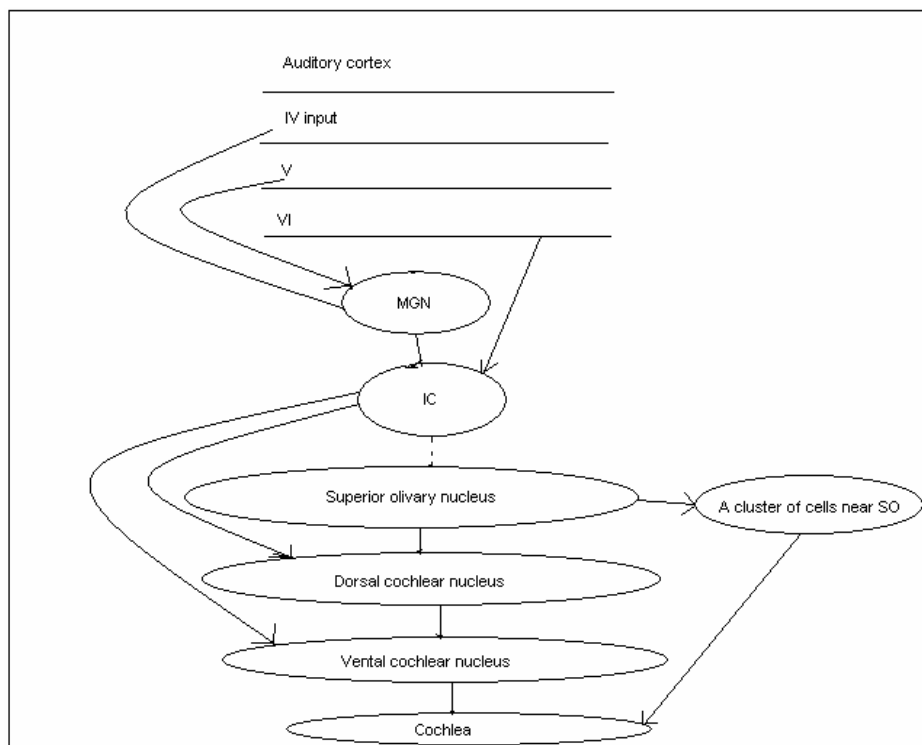 Auditory cortex
IV input
V
VI
MGN
IC
Superior olivary nucleus
A cluster of cells near SO
Dorsal cochlear nucleus
Vental cochlear nucleus
Cochlea